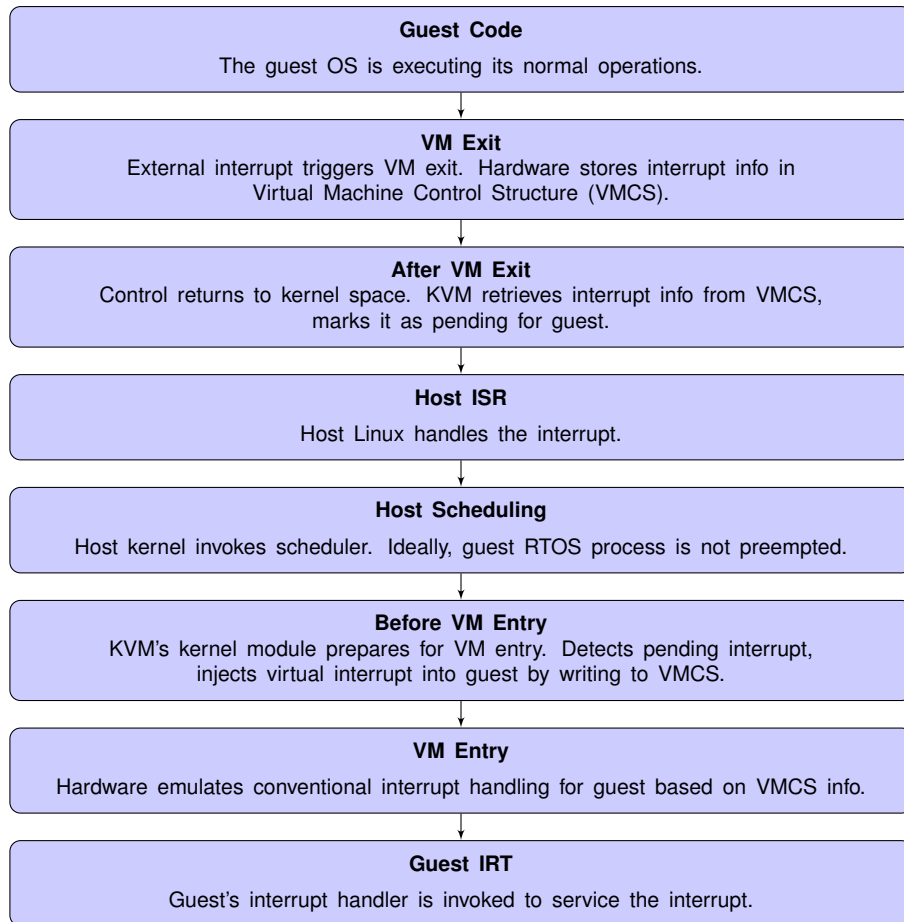 Guest Code
The guest OS is executing its normal operations.
VM Exit
External interrupt triggers VM exit. Hardware stores interrupt info in
Virtual Machine Control Structure (VMCS).
After VM Exit
Control returns to kernel space. KVM retrieves interrupt info from VMCS,
marks it as pending for guest.
Host ISR
Host Linux handles the interrupt.
Host Scheduling
Host kernel invokes scheduler. Ideally, guest RTOS process is not preempted.
Before VM Entry
KVM's kernel module prepares for VM entry. Detects pending interrupt,
injects virtual interrupt into guest by writing to VMCS.
VM Entry
Hardware emulates conventional interrupt handling for guest based on VMCS info.
Guest IRT
Guest's interrupt handler is invoked to service the interrupt.